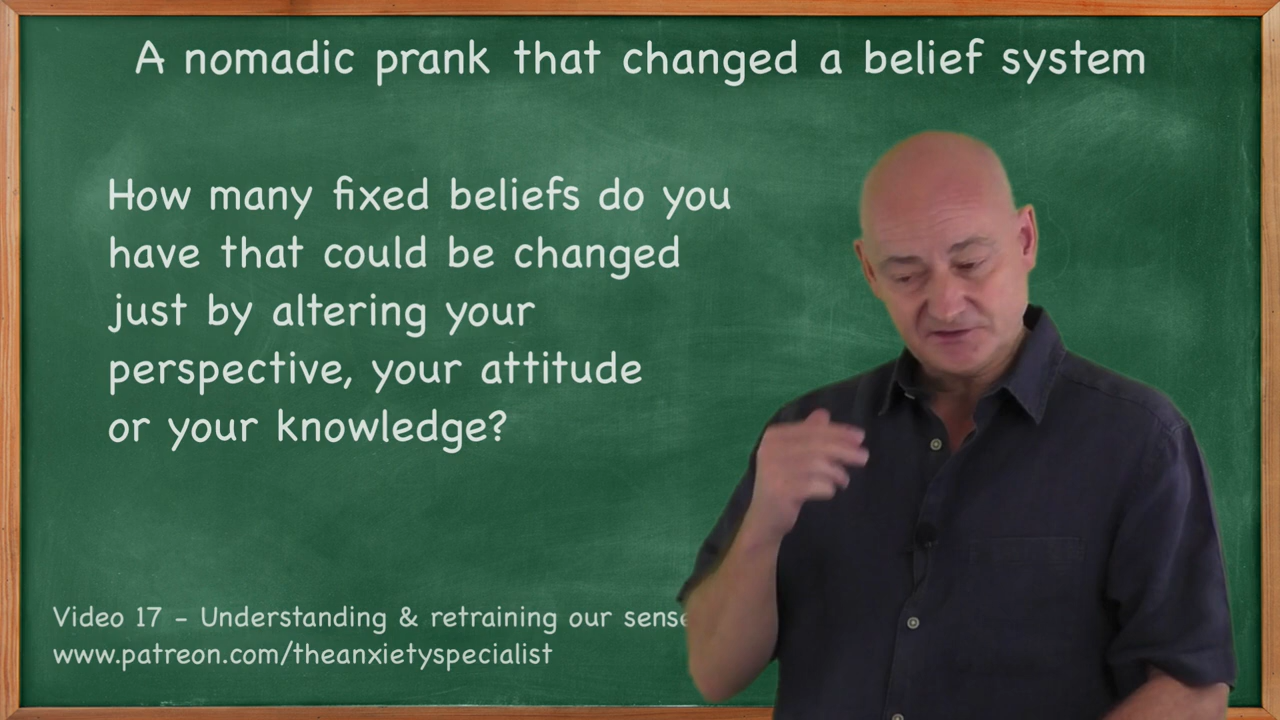 A nomadic prank that changed a belief system
How many fixed beliefs do you
have that could be changed
just by altering your
perspective, your attitude
or your knowledge?
Video 17 – Understanding & retraining our
www.patreon.com/theanxietyspecialist